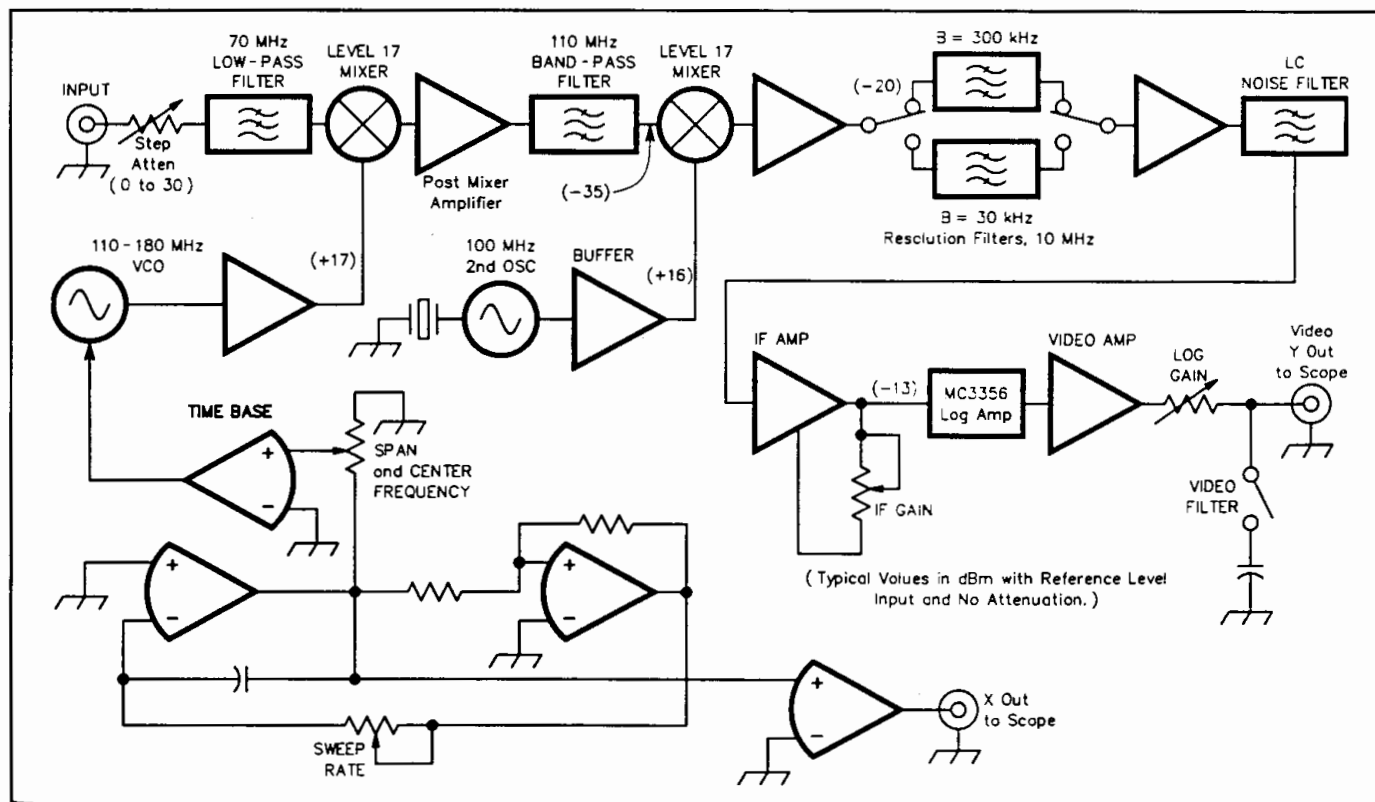 INPUT
Step
Atten
(0 to 30)
70 MHz
LOW-PASS
FILTER
LEVEL 17
MIXER
Post Mixer
Amplifier
110 MHz
BAND-PASS
FILTER
(-35)
LEVEL 17
MIXER
(-20)
B = 300 kHz
B = 30 kHz
Resclution Filters, 10 MHz
LC
NOISE FILTER
110-180 MHz
VCO
(+17)
100 MHz
2nd OSC
BUFFER
(+16)
IF AMP
(-13)
IF GAIN
MC3356
Log Amp
VIDEO AMP
LOG
GAIN
Video
Y Out
to Scope
VIDEO
FILTER
TIME BASE
+
-
SPAN
and CENTER
FREQUENCY
+
-
+
-
(Typical Values in dBm with Reference Level
Input and No Attenuation.)
SWEEP
RATE
+
-
X Out
to Scope